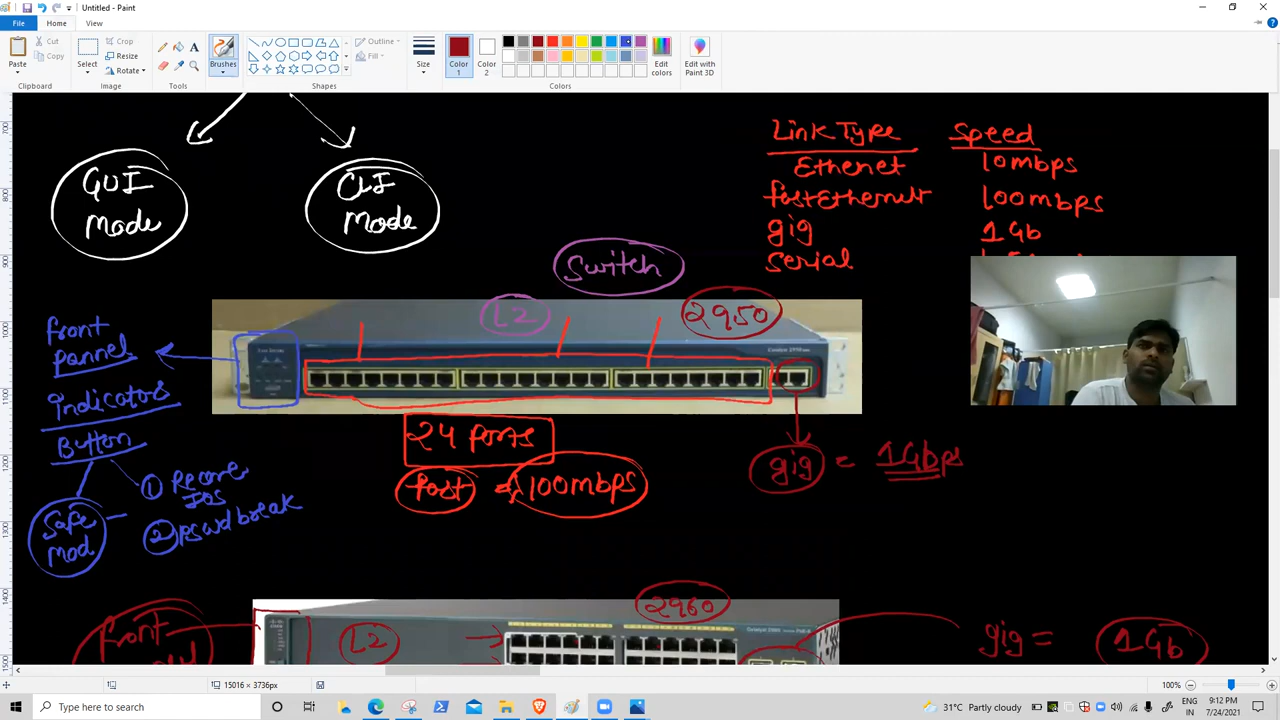 Untitled - Paint
File
Home
View
Paste
Cut
Copy
Clipboard
Select
Crop
Resize
Rotate
Image
Tools
Brushes
Shapes
Outline
Fill
Size
Color 1
Color 2
Edit colors
Edit with Paint 3D
Colors
GUI Mode
CLI Mode
Link Type Speed
Ethenet 10mbps
fastEthernet 100mbps
gig 1Gb
Serial
Switch
L2
2950
front
pannel
indicators
Button
Safe
mod
①
IOS
② pswd break
24 Ports
fast 100mbps
gig = 1Gbps
2960
L2
front
gig = 1Gb
15016 × 3736px
100%
Type here to search
31°C Partly cloudy
ENG
IN
9:12 PM
7/24/2021